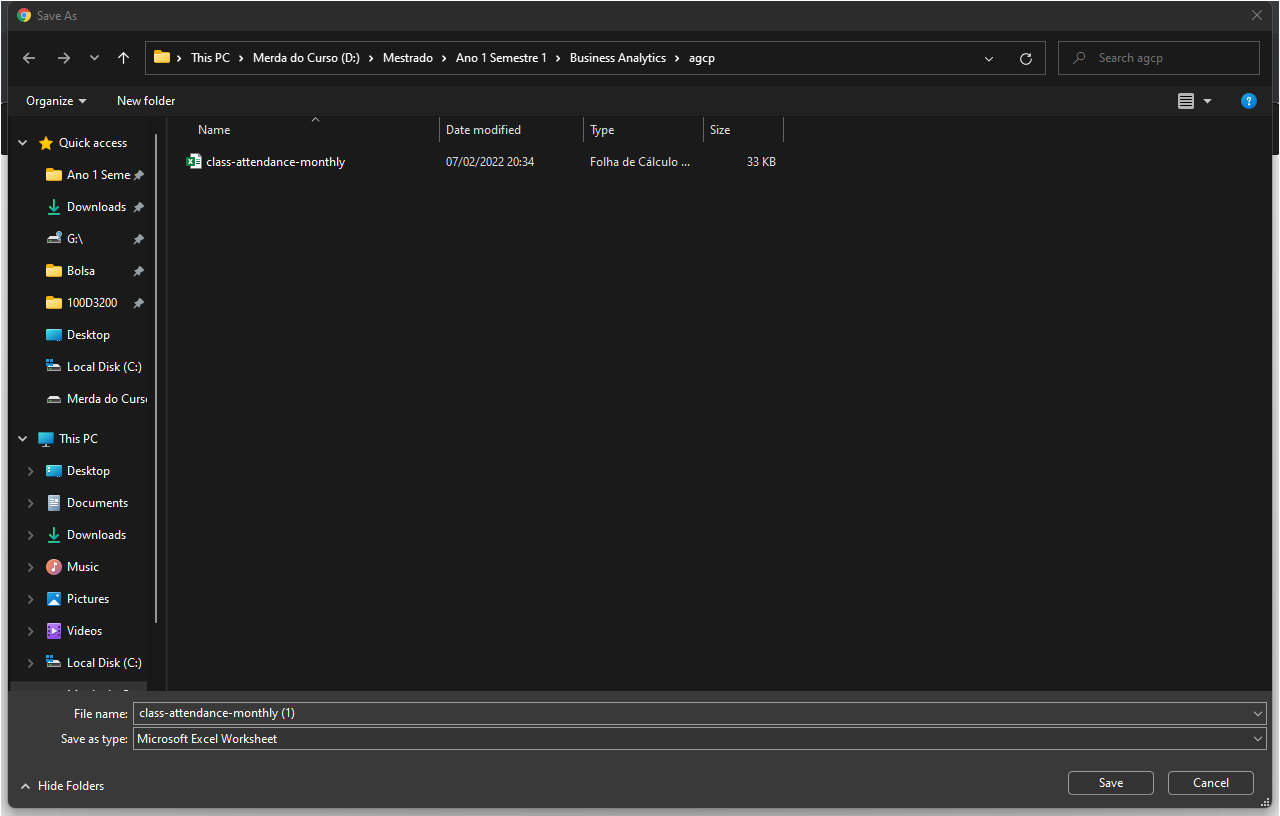 Save As
This PC > Merda do Curso (D:) > Mestrado > Ano 1 Semestre 1 > Business Analytics > agcp
Search agcp
Organize
New folder
Name
Date modified
Type
Size
class-attendance-monthly
07/02/2022 20:34
Folha de Cálculo ...
33 KB
Quick access
Ano 1 Seme
Downloads
G:\
Bolsa
100D3200
Desktop
Local Disk (C:)
Merda do Curso
This PC
Desktop
Documents
Downloads
Music
Pictures
Videos
Local Disk (C:)
File name: class-attendance-monthly (1)
Save as type: Microsoft Excel Worksheet
Hide Folders
Save
Cancel